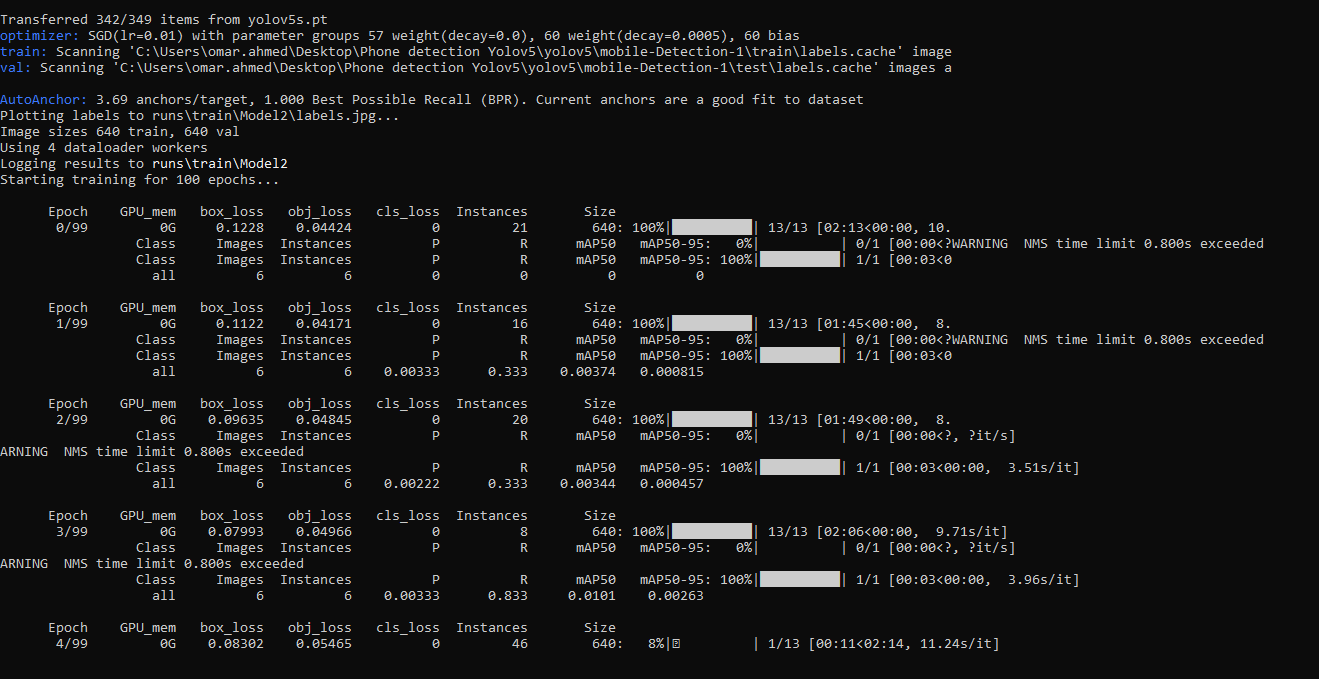 Transferred 342/349 items from yolov5s.pt
optimizer: SGD(lr=0.01) with parameter groups 57 weight(decay=0.0), 60 weight(decay=0.0005), 60 bias
train: Scanning 'C:\Users\omar.ahmed\Desktop\Phone detection Yolov5\yolov5\mobile-Detection-1\train\labels.cache' image
val: Scanning 'C:\Users\omar.ahmed\Desktop\Phone detection Yolov5\yolov5\mobile-Detection-1\test\labels.cache' images a
AutoAnchor: 3.69 anchors/target, 1.000 Best Possible Recall (BPR). Current anchors are a good fit to dataset
Plotting labels to runs\train\Model2\labels.jpg...
Image sizes 640 train, 640 val
Using 4 dataloader workers
Logging results to runs\train\Model2
Starting training for 100 epochs...
Epoch GPU_mem box_loss obj_loss cls_loss Instances Size
0/99 0G 0.1228 0.04424 0 21 640: 100%|██████████| 13/13 [02:13<00:00, 10.
Class Images Instances P R mAP50 mAP50-95: 0%| | 0/1 [00:00<?WARNING NMS time limit 0.800s exceeded
Class Images Instances P R mAP50 mAP50-95: 100%|██████████| 1/1 [00:03<0
all 6 6 0 0 0 0
Epoch GPU_mem box_loss obj_loss cls_loss Instances Size
1/99 0G 0.1122 0.04171 0 16 640: 100%|██████████| 13/13 [01:45<00:00, 8.
Class Images Instances P R mAP50 mAP50-95: 0%| | 0/1 [00:00<?WARNING NMS time limit 0.800s exceeded
Class Images Instances P R mAP50 mAP50-95: 100%|██████████| 1/1 [00:03<0
all 6 6 0.00333 0.333 0.00374 0.000815
Epoch GPU_mem box_loss obj_loss cls_loss Instances Size
2/99 0G 0.09635 0.04845 0 20 640: 100%|██████████| 13/13 [01:49<00:00, 8.
Class Images Instances P R mAP50 mAP50-95: 0%| | 0/1 [00:00<?, ?it/s]
ARNING NMS time limit 0.800s exceeded
Class Images Instances P R mAP50 mAP50-95: 100%|██████████| 1/1 [00:03<00:00, 3.51s/it]
all 6 6 0.00222 0.333 0.00344 0.000457
Epoch GPU_mem box_loss obj_loss cls_loss Instances Size
3/99 0G 0.07993 0.04966 0 8 640: 100%|██████████| 13/13 [02:06<00:00, 9.71s/it]
Class Images Instances P R mAP50 mAP50-95: 0%| | 0/1 [00:00<?, ?it/s]
ARNING NMS time limit 0.800s exceeded
Class Images Instances P R mAP50 mAP50-95: 100%|██████████| 1/1 [00:03<00:00, 3.96s/it]
all 6 6 0.00333 0.833 0.0101 0.00263
Epoch GPU_mem box_loss obj_loss cls_loss Instances Size
4/99 0G 0.08302 0.05465 0 46 640: 8%|⍰ | 1/13 [00:11<02:14, 11.24s/it]